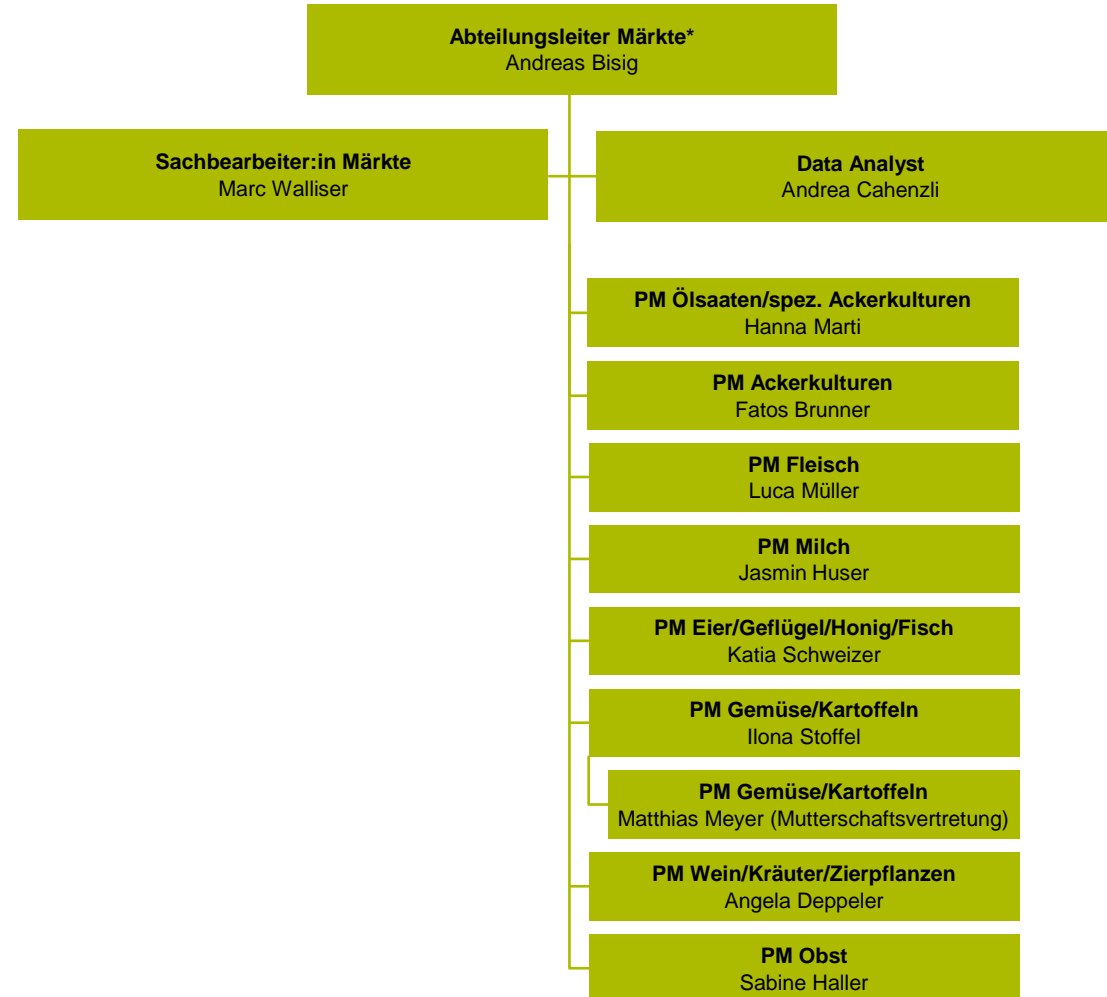 Abteilungsleiter Märkte*
Andreas Bisig
Sachbearbeiter:in Märkte
Marc Walliser
Data Analyst
Andrea Cahenzli
PM Ölsaaten/spez. Ackerkulturen
Hanna Marti
PM Ackerkulturen
Fatos Brunner
PM Fleisch
Luca Müller
PM Milch
Jasmin Huser
PM Eier/Geflügel/Honig/Fisch
Katia Schweizer
PM Gemüse/Kartoffeln
Ilona Stoffel
PM Gemüse/Kartoffeln
Matthias Meyer (Mutterschaftsvertretung)
PM Wein/Kräuter/Zierpflanzen
Angela Deppeler
PM Obst
Sabine Haller